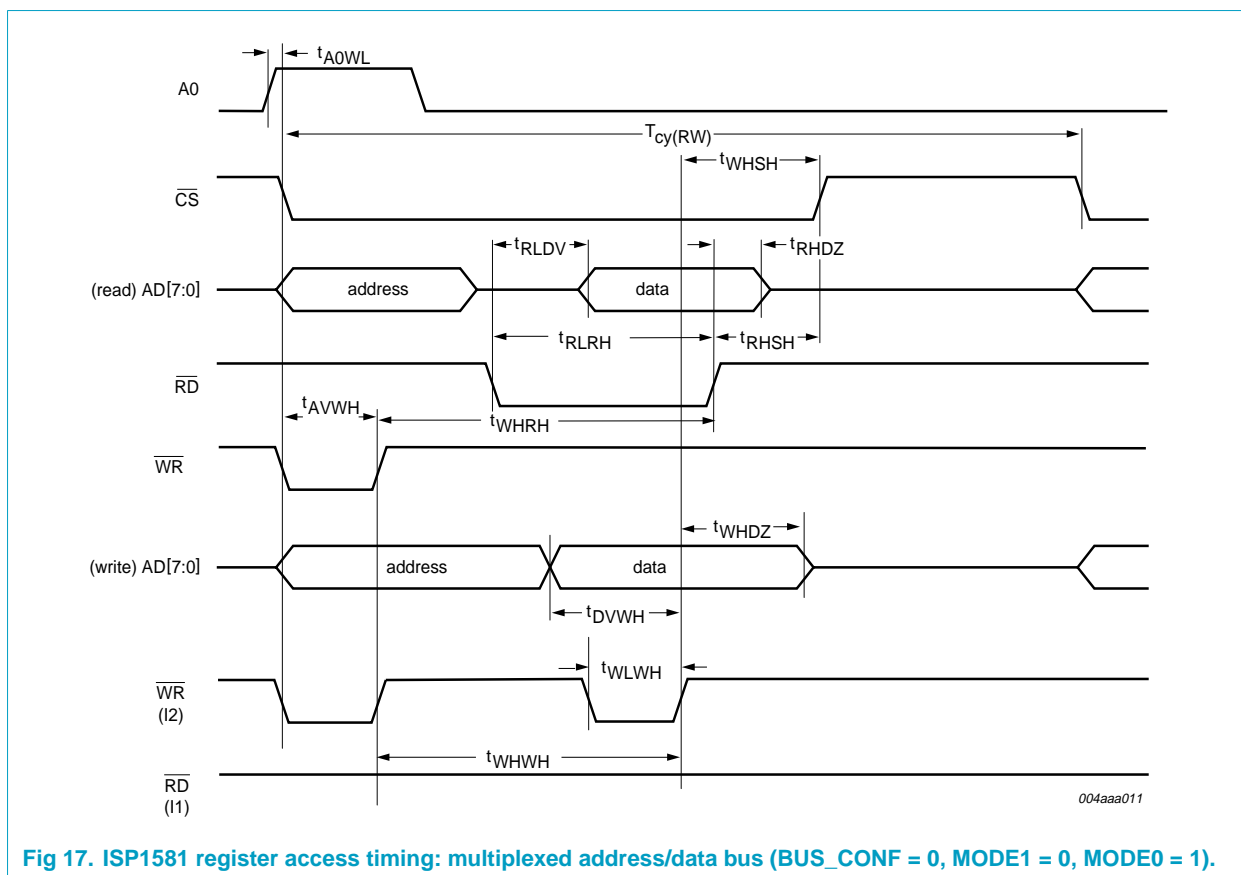 tA0WL
A0
Tcy(RW)
tWHSH
CS
tRLDV
tRHDZ
(read) AD[7:0]
address
data
tRLRH
tRHSH
RD
tAVWH
tWHRH
WR
tWHDZ
(write) AD[7:0]
address
data
tDVWH
tWLWH
WR
(I2)
tWHWH
RD
(I1)
004aaa011
Fig 17. ISP1581 register access timing: multiplexed address/data bus (BUS_CONF = 0, MODE1 = 0, MODE0 = 1).